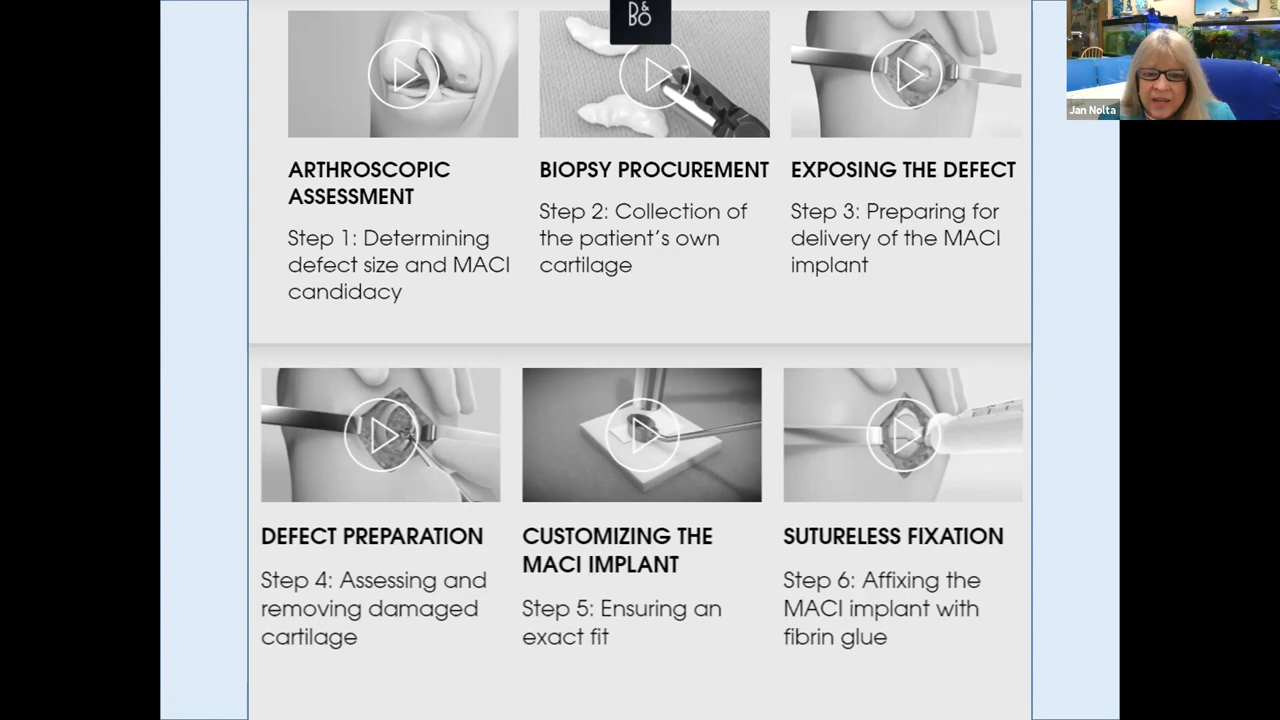 D&
BO
Jan Nolta
ARTHROSCOPIC
ASSESSMENT
Step 1: Determining
defect size and MACI
candidacy
BIOPSY PROCUREMENT
Step 2: Collection of
the patient's own
cartilage
EXPOSING THE DEFECT
Step 3: Preparing for
delivery of the MACI
implant
DEFECT PREPARATION
Step 4: Assessing and
removing damaged
cartilage
CUSTOMIZING THE
MACI IMPLANT
Step 5: Ensuring an
exact fit
SUTURELESS FIXATION
Step 6: Affixing the
MACI implant with
fibrin glue